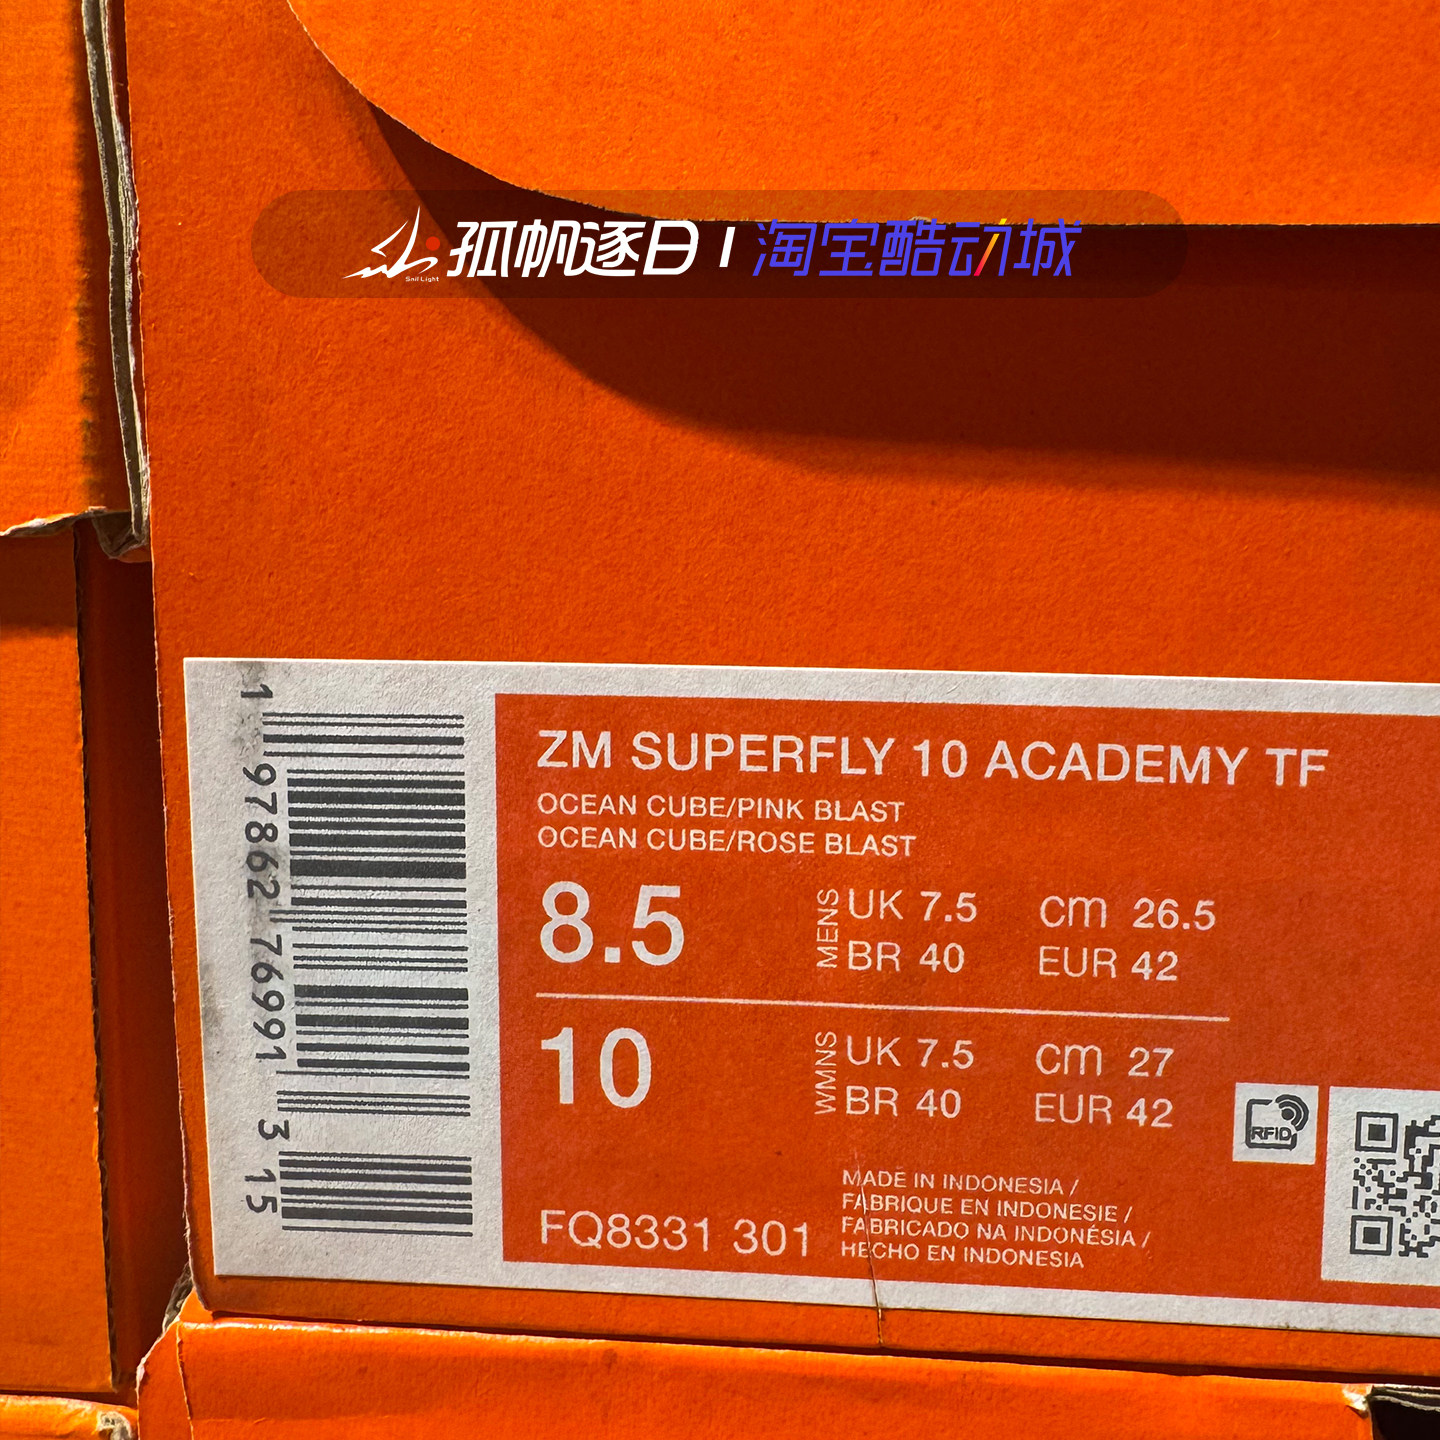 孤帆逐日 | 淘宝酷动城
Sail Light
ZM SUPERFLY 10 ACADEMY TF
OCEAN CUBE/PINK BLAST
OCEAN CUBE/ROSE BLAST
8.5
MENS
UK 7.5 cm 26.5
BR 40 EUR 42
10
WMNS
UK 7.5 cm 27
BR 40 EUR 42
RFID
MADE IN INDONESIA /
FABRIQUE EN INDONESIE /
FABRICADO NA INDONÉSIA /
HECHO EN INDONESIA
FQ8331 301
1 97862 76991 3 15